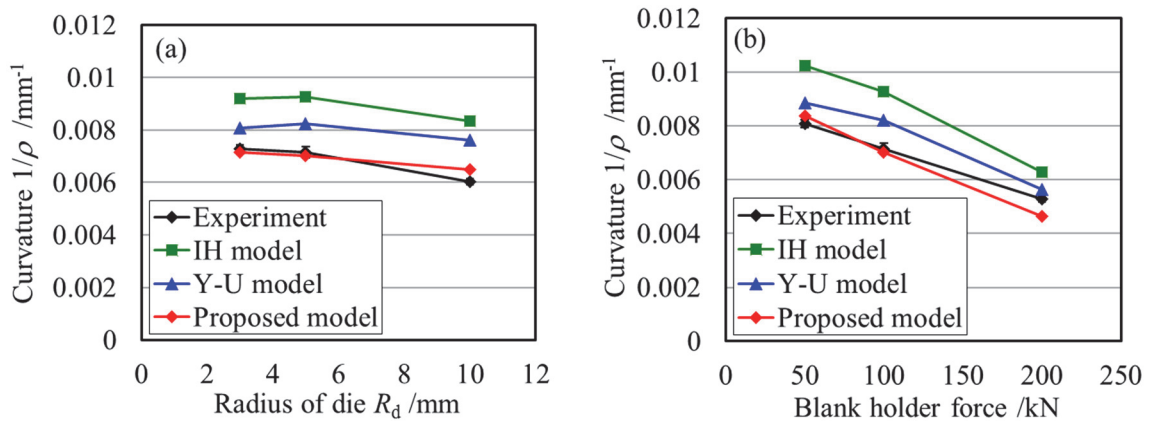 (a)
Curvature 1/ρ /mm-1
0.012
0.01
0.008
0.006
0.004
0.002
0
Experiment
IH model
Y-U model
Proposed model
0 2 4 6 8 10 12
Radius of die Rd /mm
(b)
Curvature 1/ρ /mm-1
0.012
0.01
0.008
0.006
0.004
0.002
0
Experiment
IH model
Y-U model
Proposed model
0 50 100 150 200 250
Blank holder force /kN